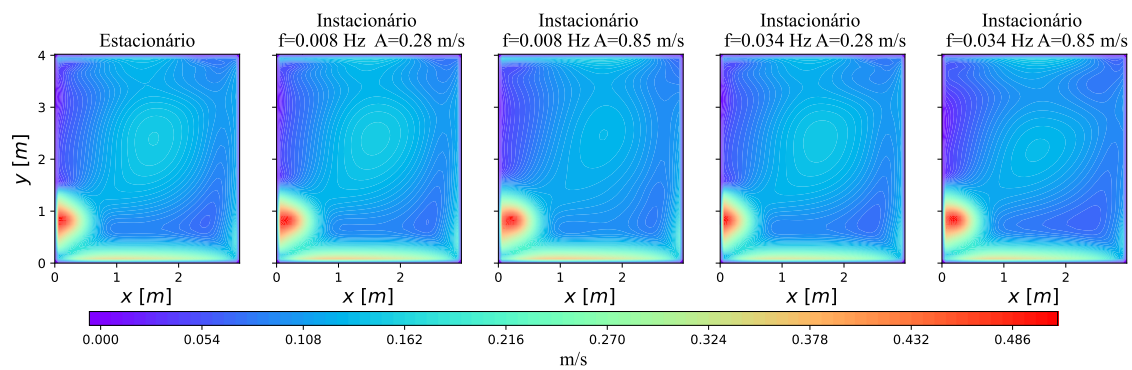 Estacionário
Instacionário
f=0.008 Hz  A=0.28 m/s
Instacionário
f=0.008 Hz A=0.85 m/s
Instacionário
f=0.034 Hz A=0.28 m/s
Instacionário
f=0.034 Hz A=0.85 m/s
4
3
2
1
0
y [m]
0 1 2
0 2
0 2
0 2
0 1 2
x [m]
x [m]
x [m]
x [m]
x [m]
0.000 0.054 0.108 0.162 0.216 0.270 0.324 0.378 0.432 0.486
m/s